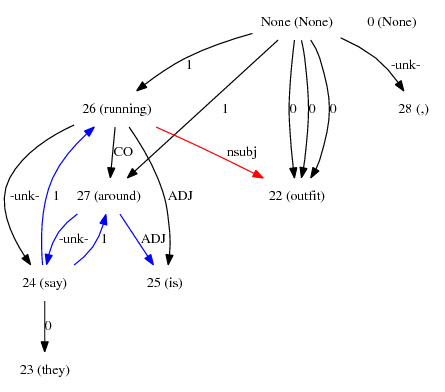 None (None) 0 (None)
1 -unk-
26 (running) 1 0 0 0 28 (,)
CO nsubj
-unk- 1 27 (around) ADJ 22 (outfit)
-unk- 1 ADJ
24 (say) 25 (is)
0
23 (they)